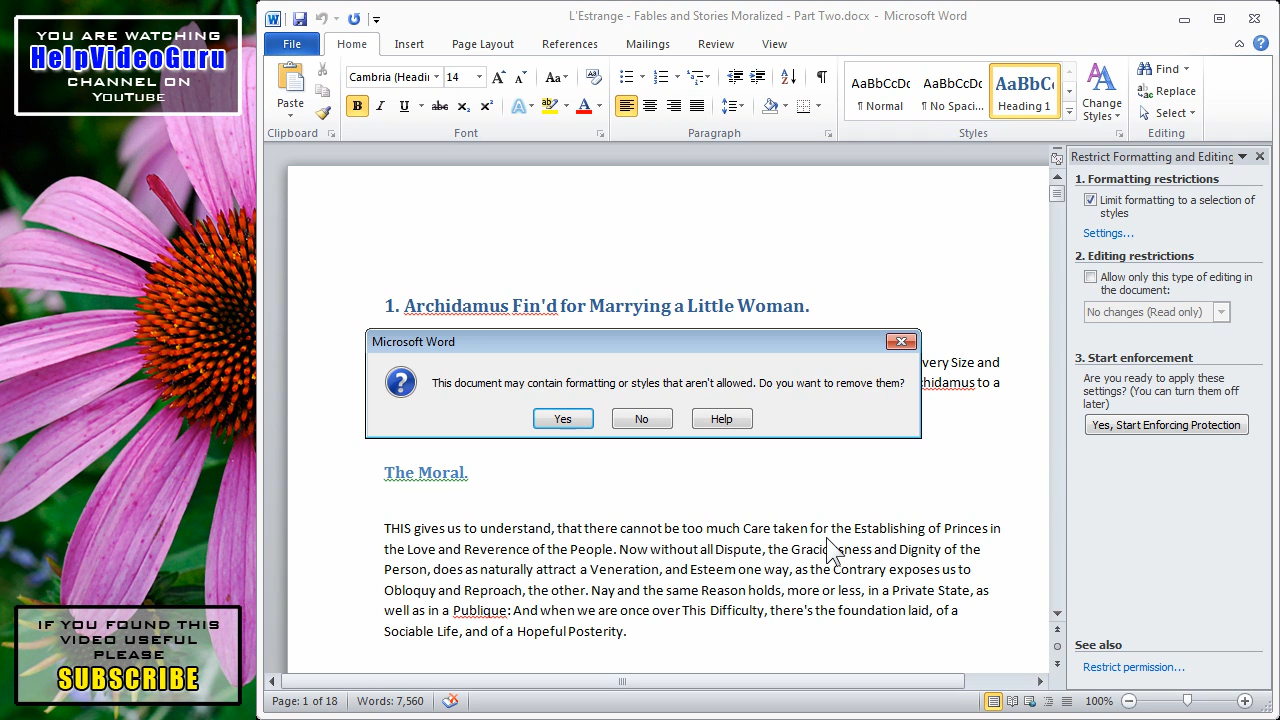 YOU ARE WATCHING
HelpVideoGuru
CHANNEL ON
YouTube
IF YOU FOUND THIS
VIDEO USEFUL
PLEASE
SUBSCRIBE
L'Estrange - Fables and Stories Moralized - Part Two.docx - Microsoft Word
File Home Insert Page Layout References Mailings Review View
Paste
Clipboard
Cambria (Headi 14
Font
Paragraph
AaBbCcDc AaBbCcDc AaBbCc
¶ Normal ¶ No Spaci... Heading 1
Change
Styles
Styles
Find
Replace
Select
Editing
1. Archidamus Fin'd for Marrying a Little Woman.
very Size and
chidamus to a
Microsoft Word
This document may contain formatting or styles that aren't allowed. Do you want to remove them?
Yes No Help
The Moral.
THIS gives us to understand, that there cannot be too much Care taken for the Establishing of Princes in
the Love and Reverence of the People. Now without all Dispute, the Graciousness and Dignity of the
Person, does as naturally attract a Veneration, and Esteem one way, as the Contrary exposes us to
Obloquy and Reproach, the other. Nay and the same Reason holds, more or less, in a Private State, as
well as in a Publique: And when we are once over This Difficulty, there's the foundation laid, of a
Sociable Life, and of a Hopeful Posterity.
Restrict Formatting and Editing
1. Formatting restrictions
Limit formatting to a selection of
styles
Settings...
2. Editing restrictions
Allow only this type of editing in
the document:
No changes (Read only)
3. Start enforcement
Are you ready to apply these
settings? (You can turn them off
later)
Yes, Start Enforcing Protection
See also
Restrict permission...
Page: 1 of 18 Words: 7,560
100%